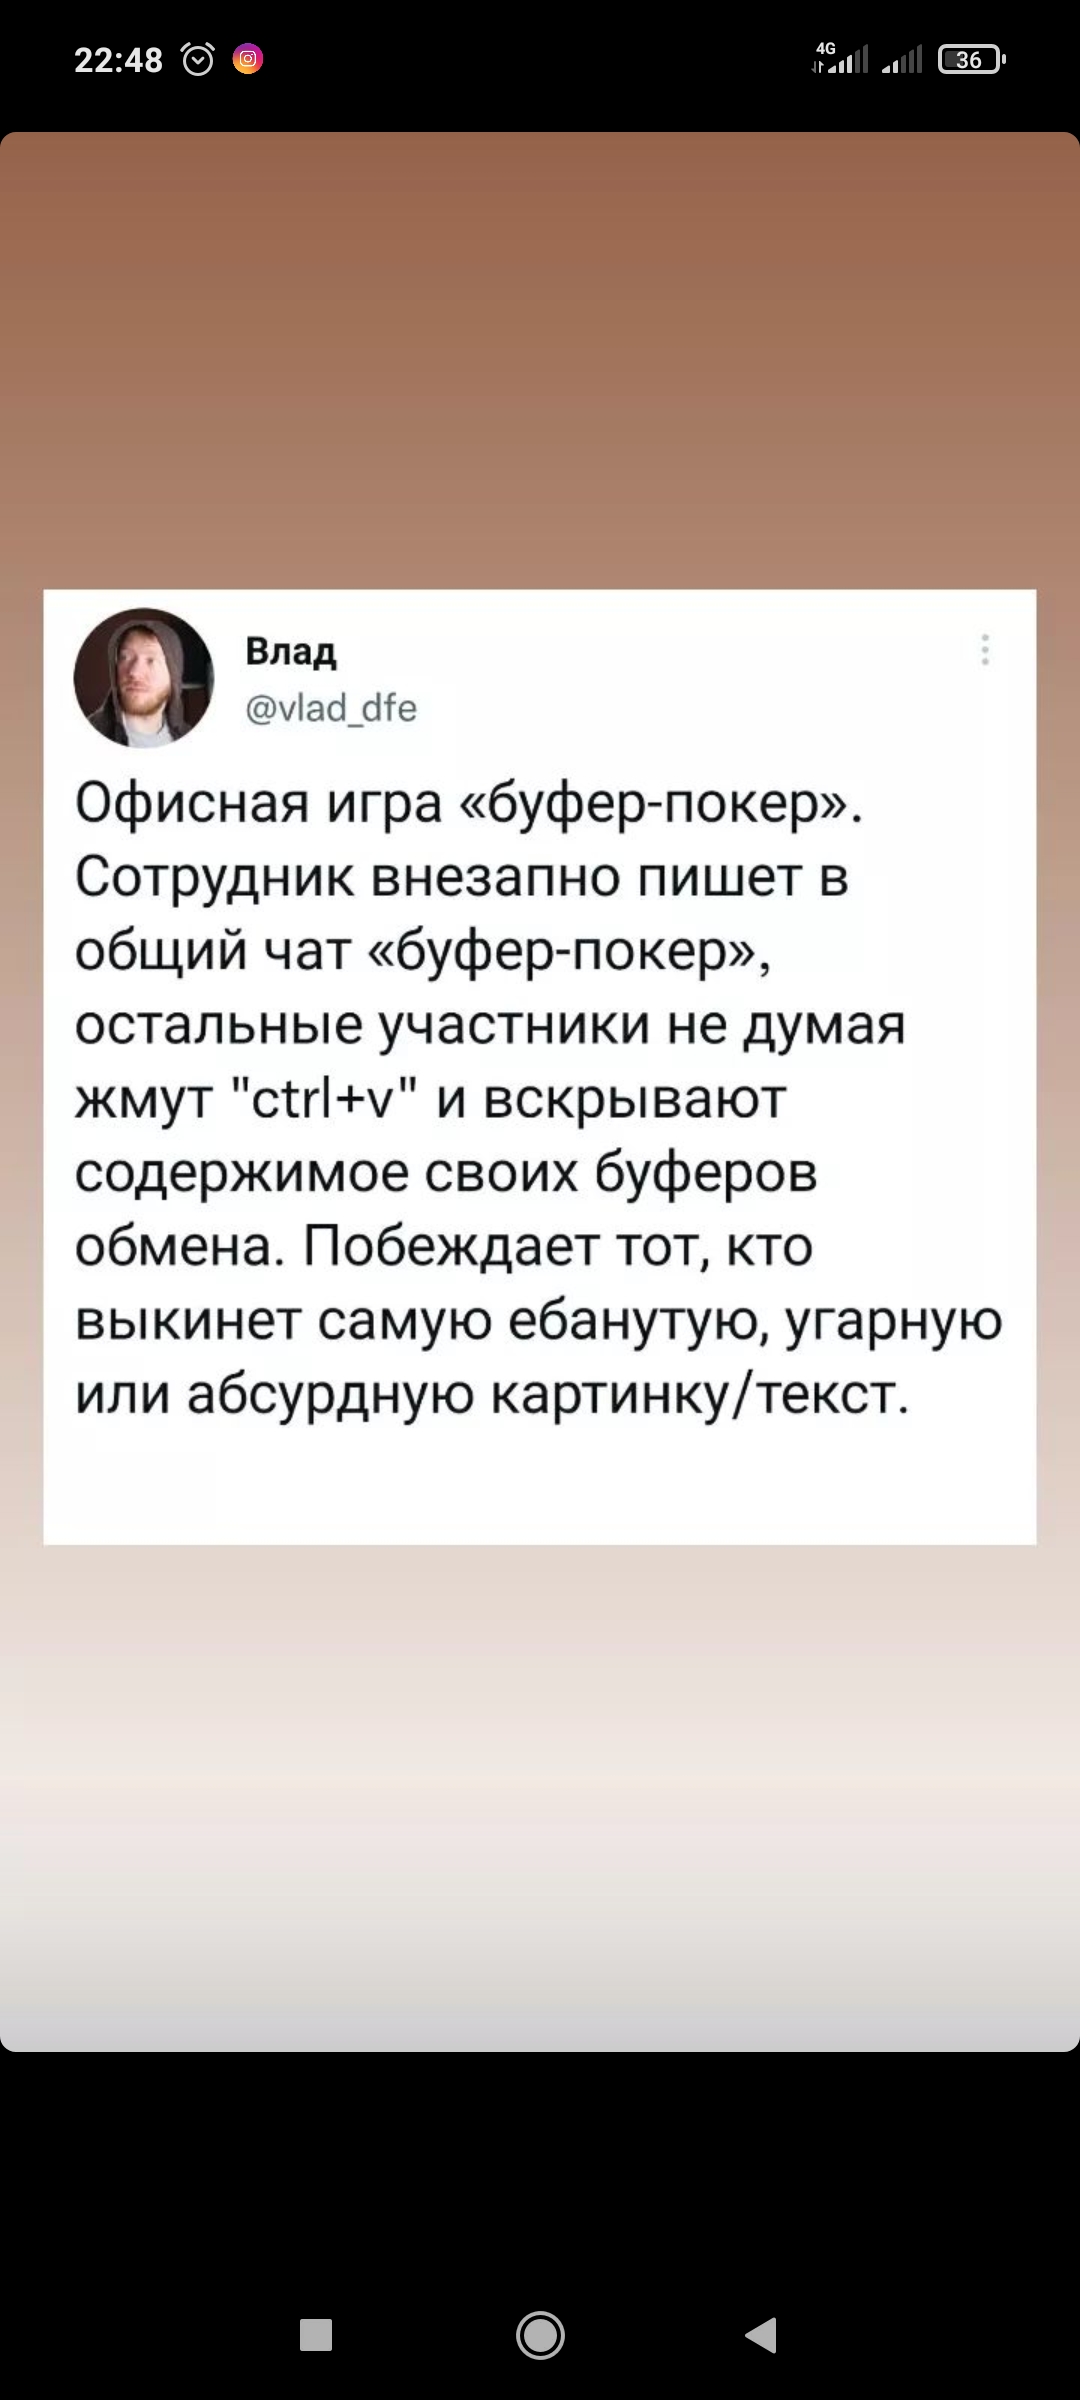 22:48
4G
36
Влад
@vlad_dfe
Офисная игра «буфер-покер».
Сотрудник внезапно пишет в
общий чат «буфер-покер»,
остальные участники не думая
жмут "ctrl+v" и вскрывают
содержимое своих буферов
обмена. Побеждает тот, кто
выкинет самую ебанутую, угарную
или абсурдную картинку/текст.